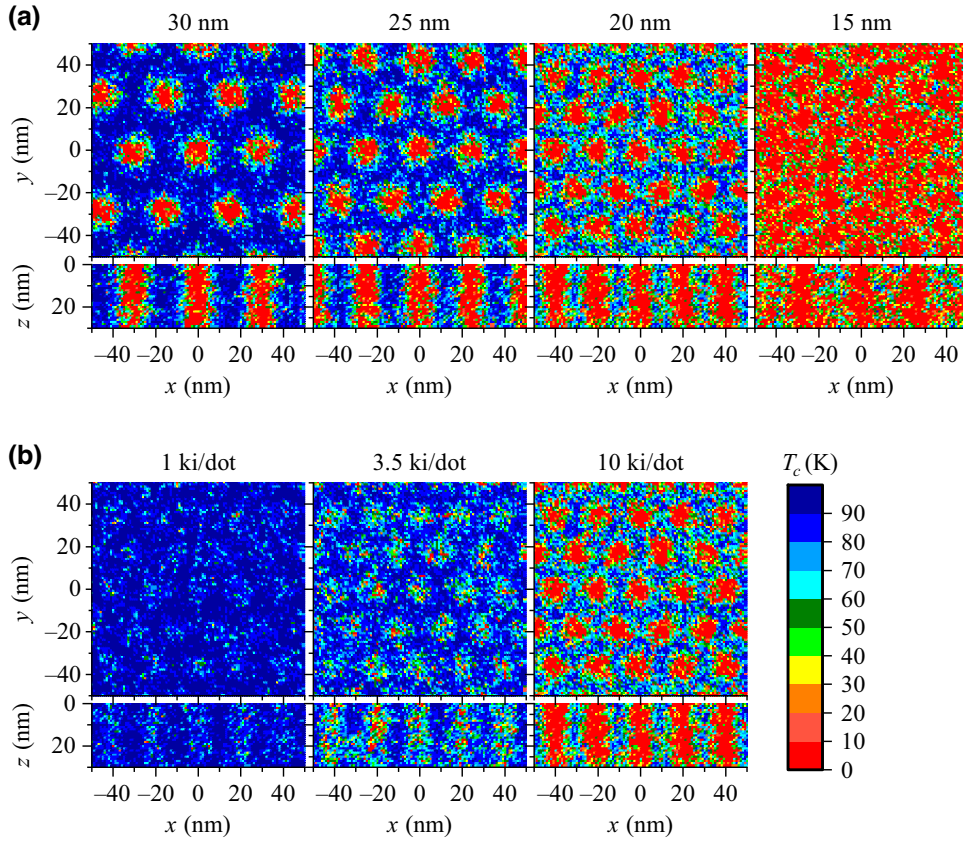 (a)
30 nm 25 nm 20 nm 15 nm
y (nm)
40
20
0
−20
−40
z (nm)
0
20
−40 −20 0 20 40 −40 −20 0 20 40 −40 −20 0 20 40 −40 −20 0 20 40
x (nm) x (nm) x (nm) x (nm)
(b)
1 ki/dot 3.5 ki/dot 10 ki/dot
y (nm)
40
20
0
−20
−40
z (nm)
0
20
−40 −20 0 20 40 −40 −20 0 20 40 −40 −20 0 20 40
x (nm) x (nm) x (nm)
Tc (K)
90
80
70
60
50
40
30
20
10
0